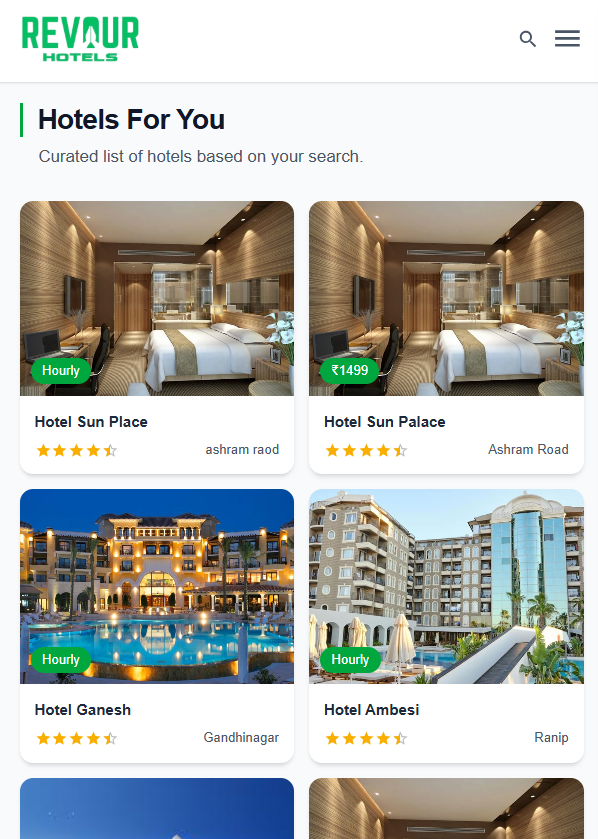 REVOUR
HOTELS
Hotels For You
Curated list of hotels based on your search.
Hourly
₹1499
Hotel Sun Place
ashram raod
Hotel Sun Palace
Ashram Road
Hourly
Hourly
Hotel Ganesh
Gandhinagar
Hotel Ambesi
Ranip